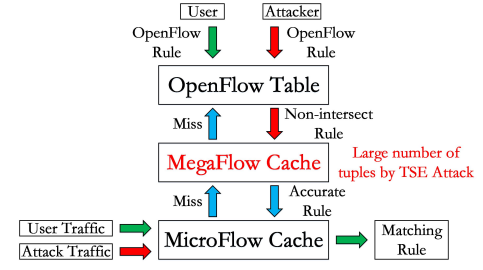 User
Attacker
OpenFlow
Rule
OpenFlow
Rule
OpenFlow Table
Miss
Non-intersect
Rule
MegaFlow Cache
Large number of
tuples by TSE Attack
Miss
Accurate
Rule
User Traffic
Attack Traffic
MicroFlow Cache
Matching
Rule